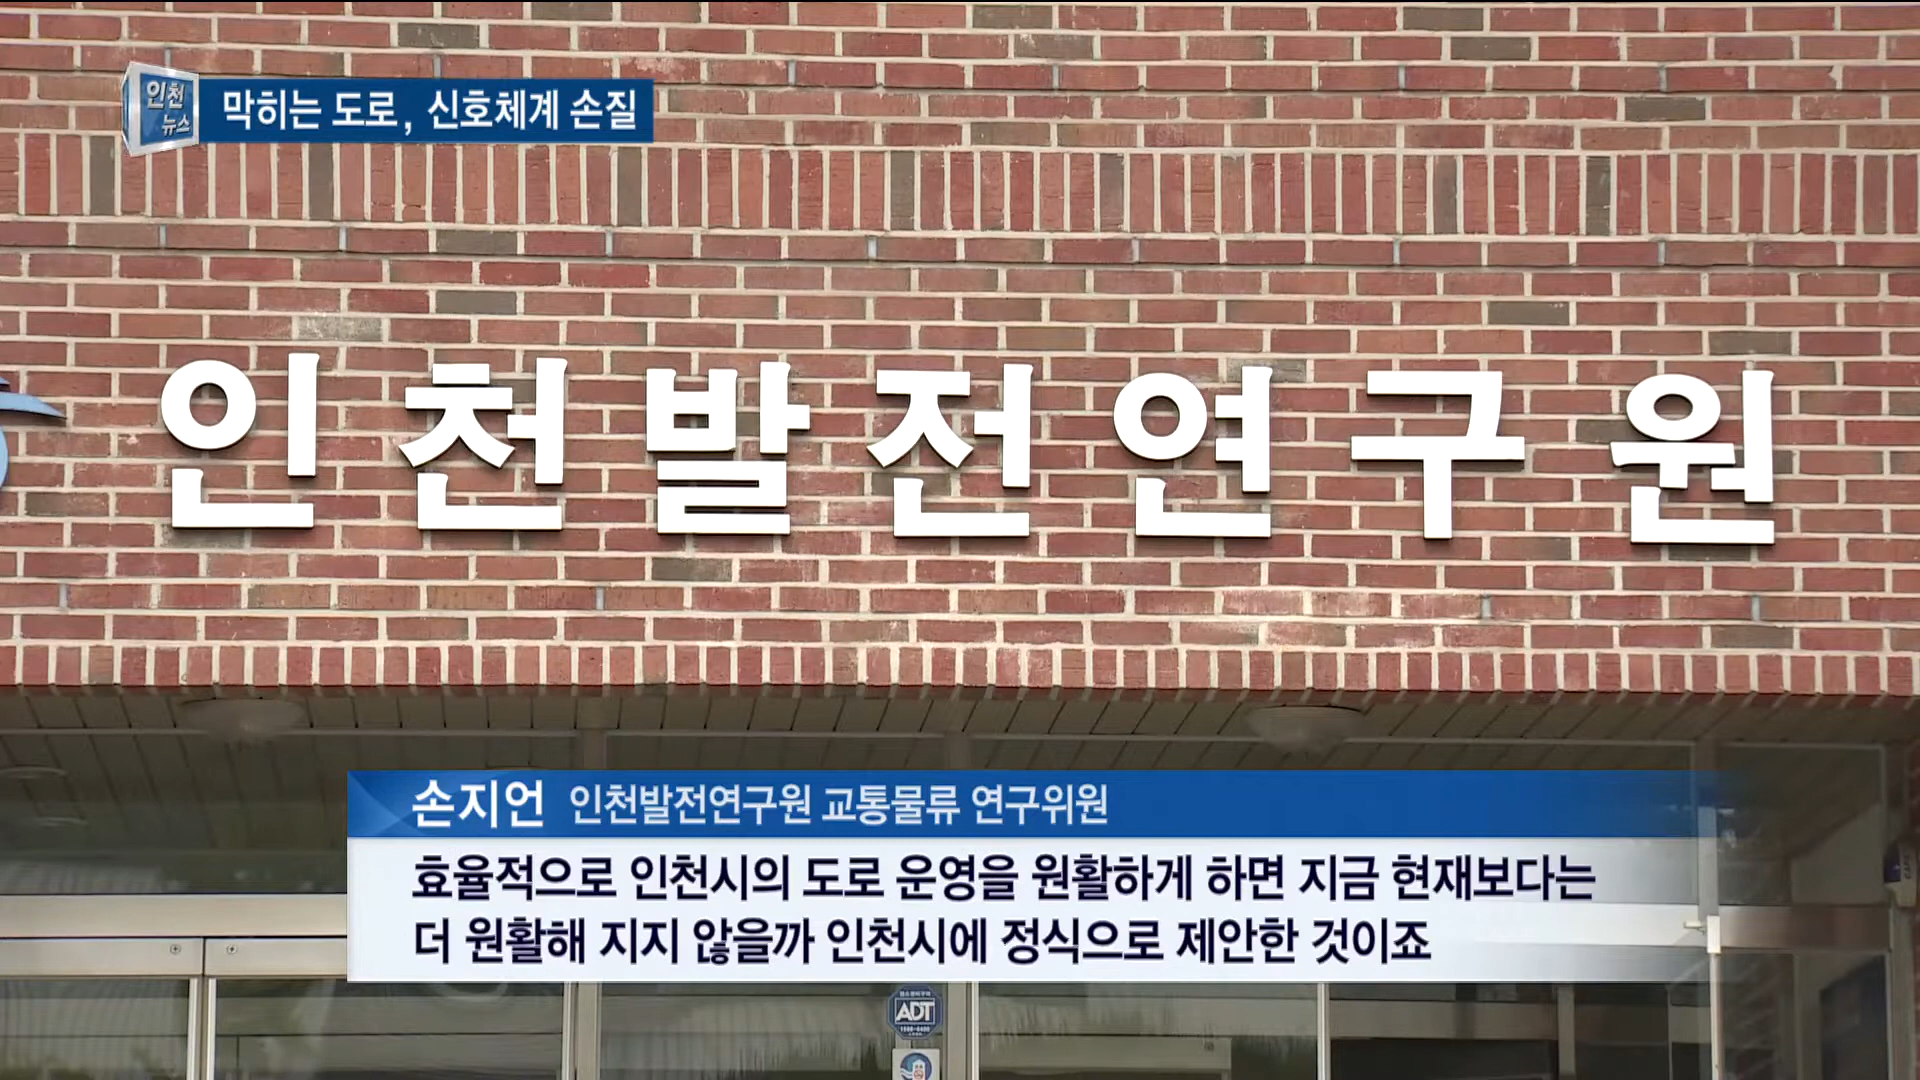 인천
뉴스
막히는 도로, 신호체계 손질
인천발전연구원
손지언 인천발전연구원 교통물류 연구위원
효율적으로 인천시의 도로 운영을 원활하게 하면 지금 현재보다는
더 원활해 지지 않을까 인천시에 정식으로 제안한 것이죠
ADT